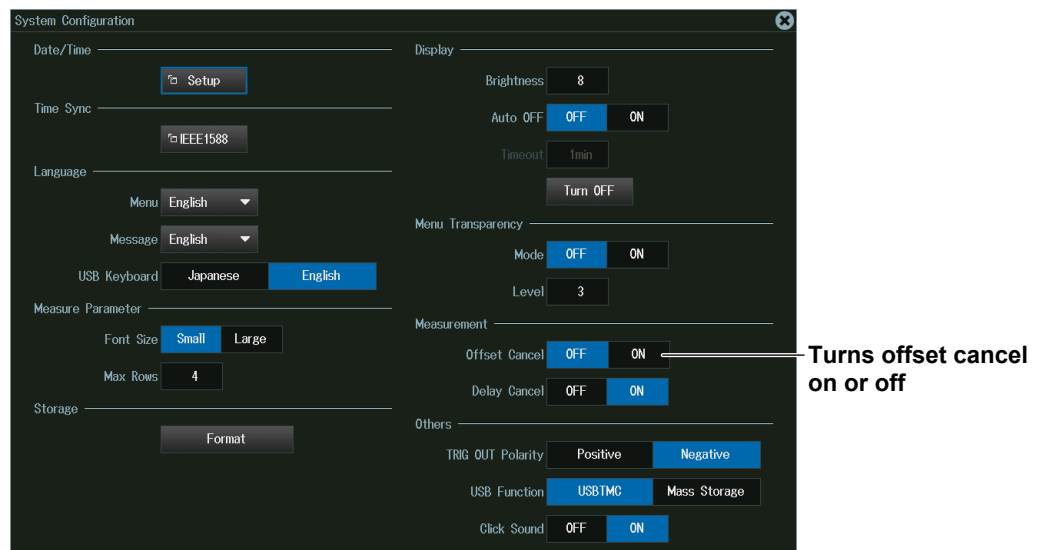 System Configuration
Date/Time
Setup
Time Sync
IEEE1588
Language
Menu English
Message English
USB Keyboard Japanese English
Measure Parameter
Font Size Small Large
Max Rows 4
Storage
Format
Display
Brightness 8
Auto OFF OFF ON
Timeout 1min
Turn OFF
Menu Transparency
Mode OFF ON
Level 3
Measurement
Offset Cancel OFF ON
Delay Cancel OFF ON
Others
TRIG OUT Polarity Positive Negative
USB Function USBTMC Mass Storage
Click Sound OFF ON
Turns offset cancel
on or off